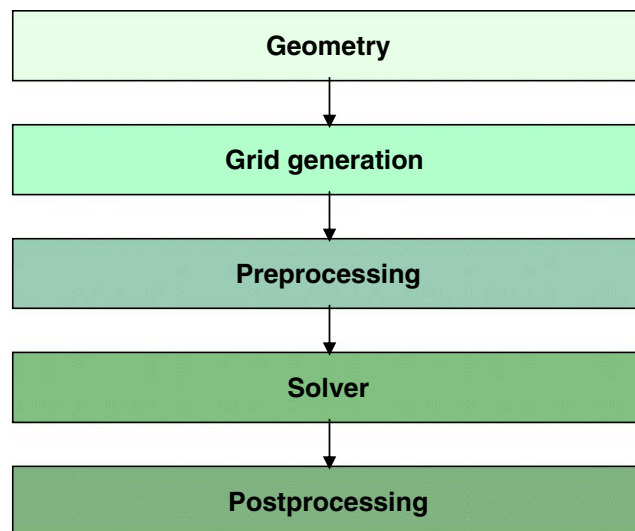 Geometry
Grid generation
Preprocessing
Solver
Postprocessing